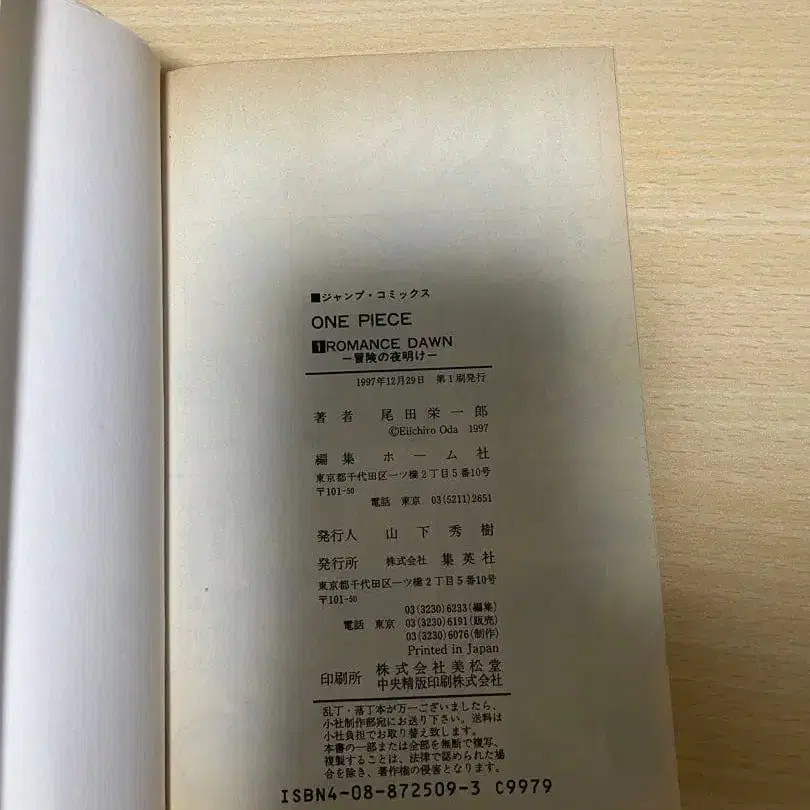 ■ジャンプ・コミックス
ONE PIECE
1 ROMANCE DAWN
―冒険の夜明け―
1997年12月29日 第1刷発行
著者 尾田栄一郎
©Eiichiro Oda 1997
編集 ホーム社
東京都千代田区一ツ橋2丁目5番10号
〒101-50
電話 東京 03(5211)2651
発行人 山下秀樹
発行所 株式会社 集英社
東京都千代田区一ツ橋2丁目5番10号
〒101-50
03(3230)6233(編集)
電話 東京 03(3230)6191(販売)
03(3230)6076(制作)
Printed in Japan
印刷所 株式会社美松堂
中央精版印刷株式会社
乱丁・落丁本が万一ございましたら、
小社制作部宛にお送り下さい。送料は
小社負担でお取り替え致します。
本書の一部または全部を無断で複写、
複製することは、法律で認められた場
合を除き、著作権の侵害となります。
ISBN4-08-872509-3 C9979